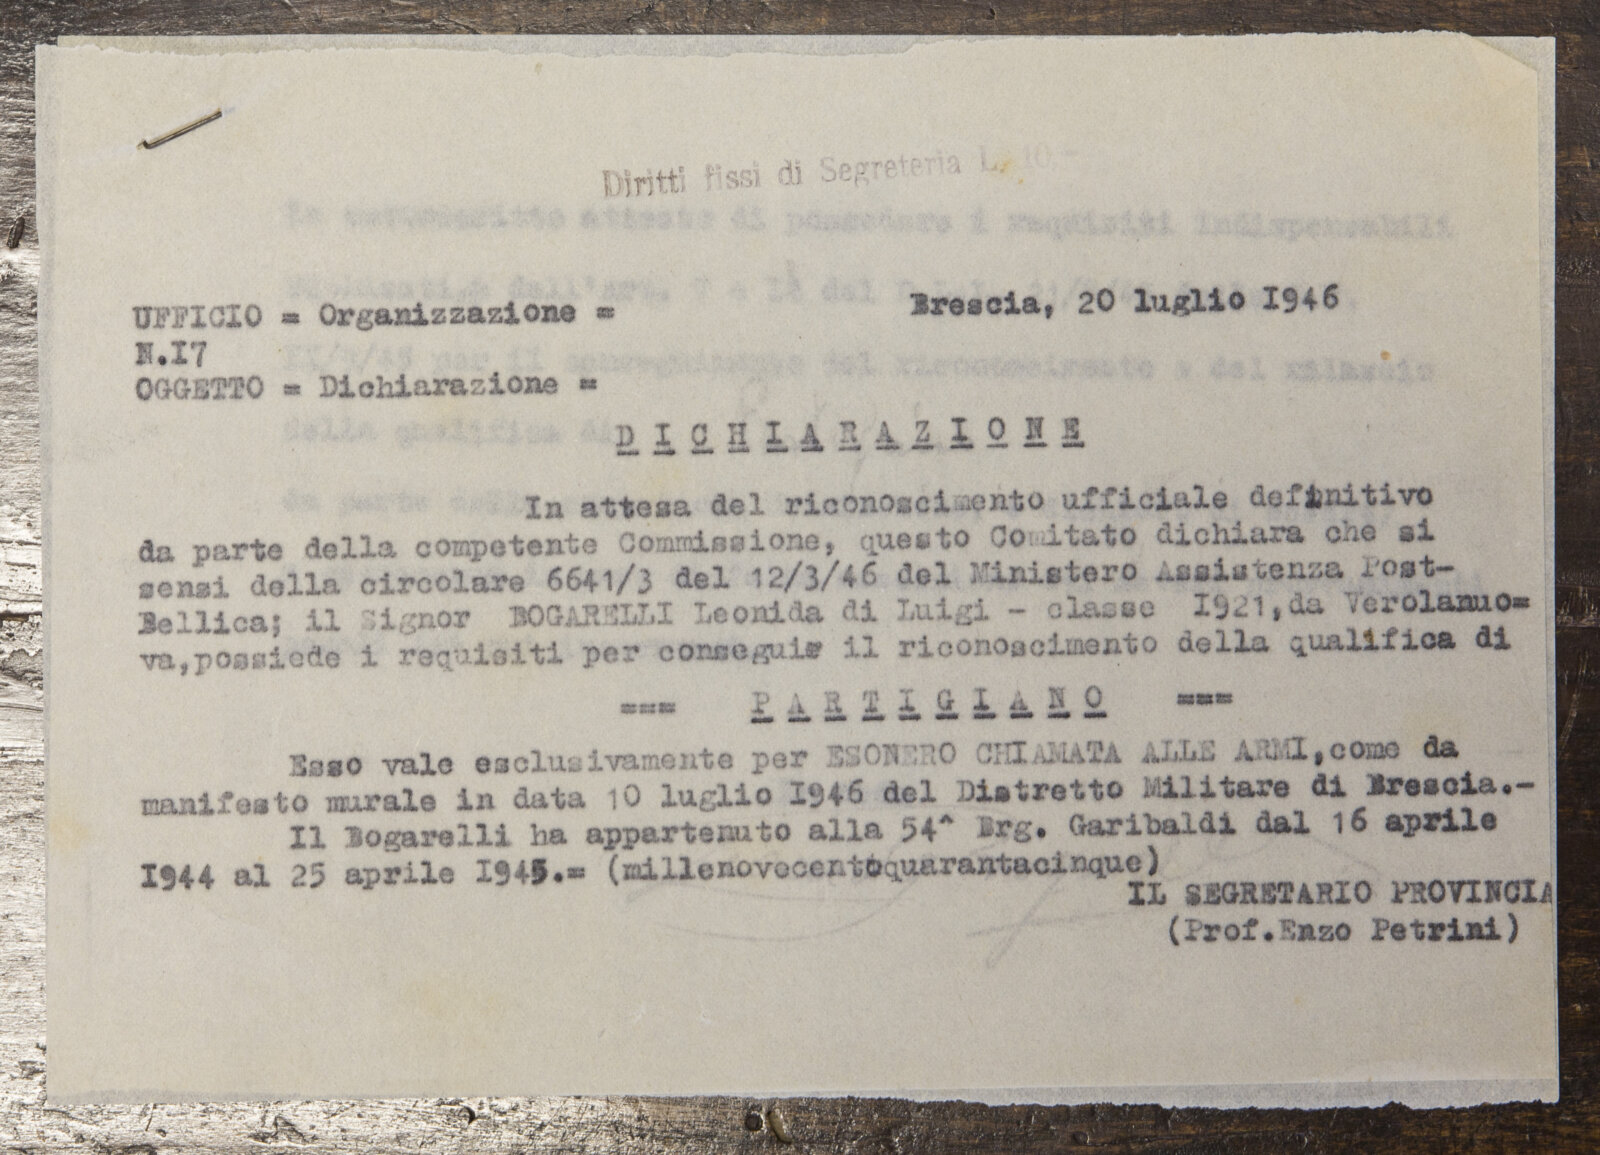 Diritti fissi di Segreteria L. 10.-
UFFICIO = Organizzazione =
Brescia, 20 luglio I946
N.I7
OGGETTO = Dichiarazione =
DICHIARAZIONE
In attesa del riconoscimento ufficiale definitivo
da parte della competente Commissione, questo Comitato dichiara che si
sensi della circolare 6641/3 del 12/3/46 del Ministero Assistenza Post-
Bellica; il Signor BOGARELLI Leonida di Luigi - classe I921,da Verolanuo=
va,possiede i requisiti per conseguir il riconoscimento della qualifica di
=== PARTIGIANO ===
Esso vale esclusivamente per ESONERO CHIAMATA ALLE ARMI,come da
manifesto murale in data 10 luglio I946 del Distretto Militare di Brescia.-
Il Bogarelli ha appartenuto alla 54^ Brg. Garibaldi dal 16 aprile
I944 al 25 aprile I945.= (millenovecentoquarantacinque)
IL SEGRETARIO PROVINCIA
(Prof.Enzo Petrini)